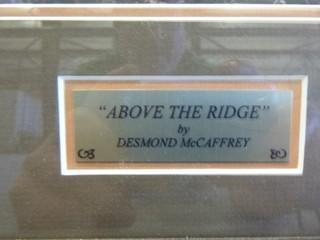 "ABOVE THE RIDGE"
by
DESMOND McCAFFREY